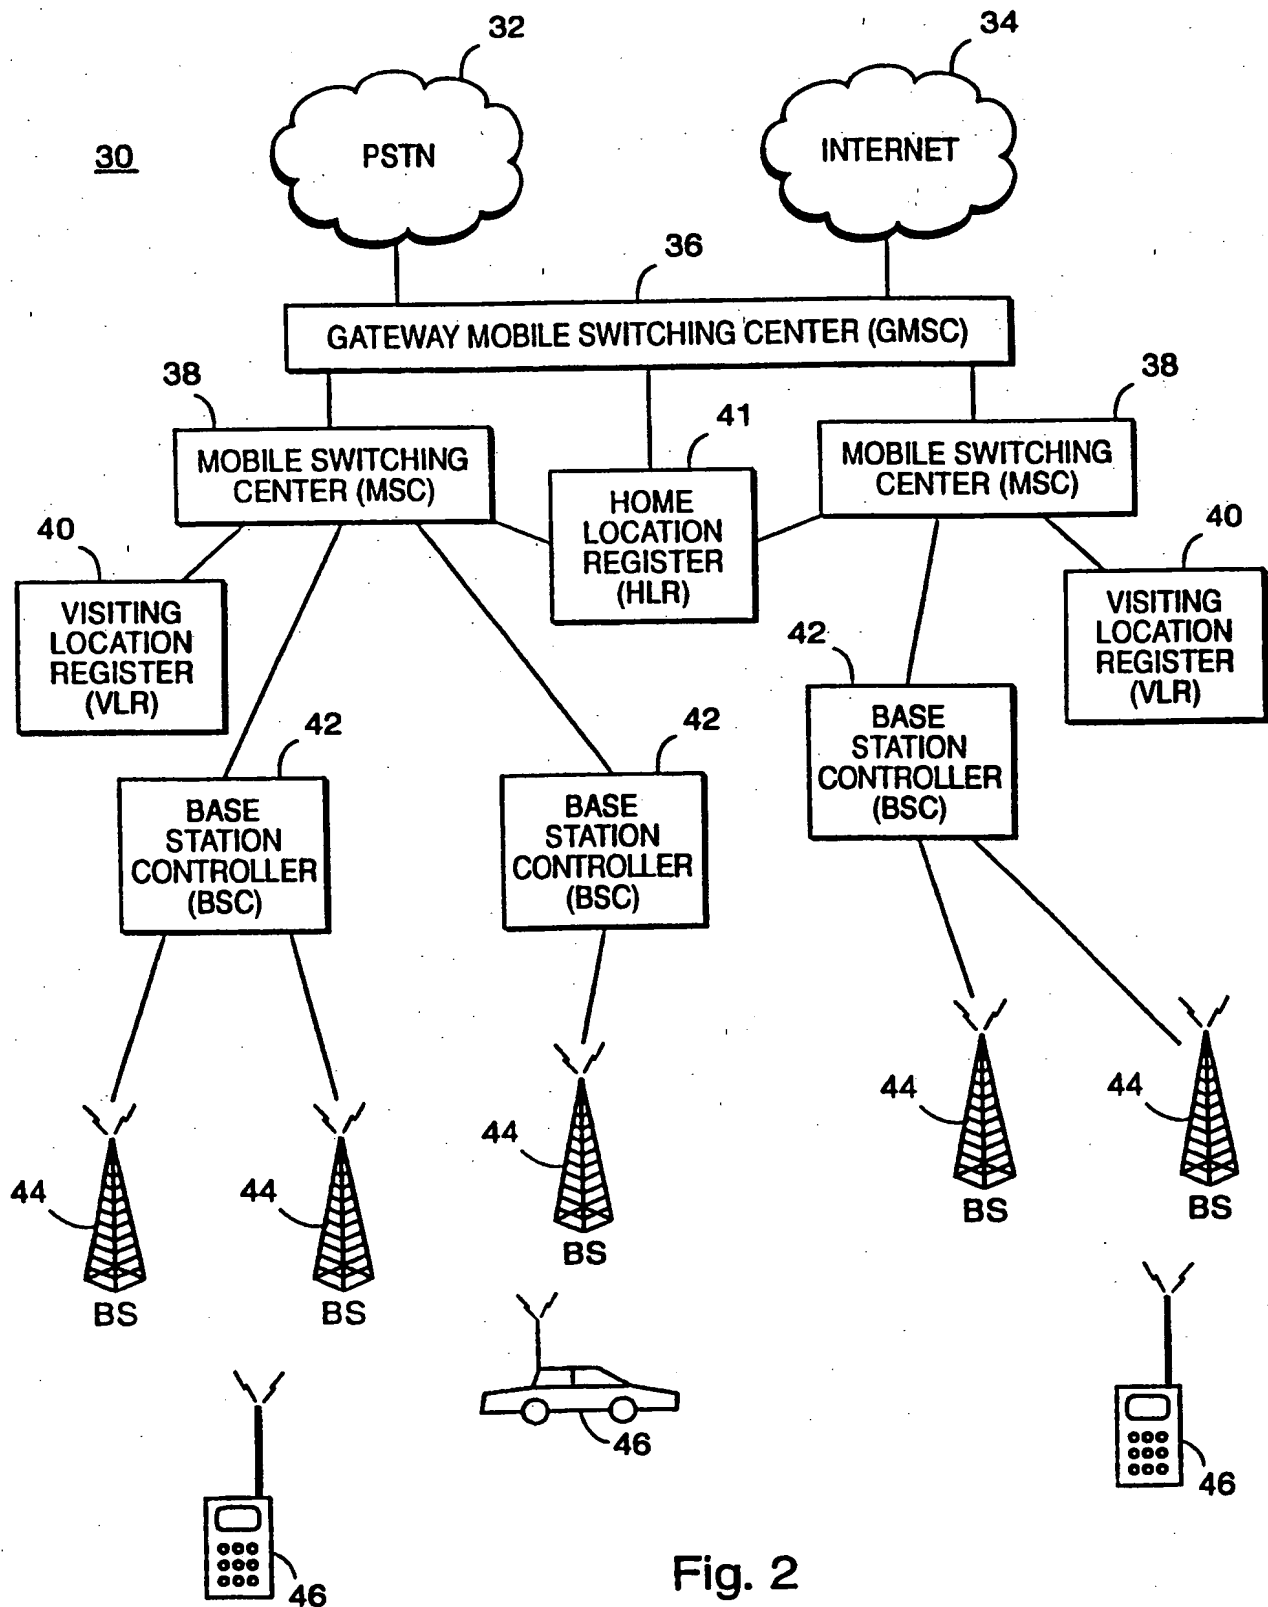 32
34
30
PSTN
INTERNET
36
GATEWAY MOBILE SWITCHING CENTER (GMSC)
38
38
41
MOBILE SWITCHING
CENTER (MSC)
HOME
LOCATION
REGISTER
(HLR)
MOBILE SWITCHING
CENTER (MSC)
40
40
VISITING
LOCATION
REGISTER
(VLR)
VISITING
LOCATION
REGISTER
(VLR)
42
BASE
STATION
CONTROLLER
(BSC)
42
BASE
STATION
CONTROLLER
(BSC)
42
BASE
STATION
CONTROLLER
(BSC)
44
44
44
44
44
BS
BS
BS
BS
BS
46
46
46
Fig. 2